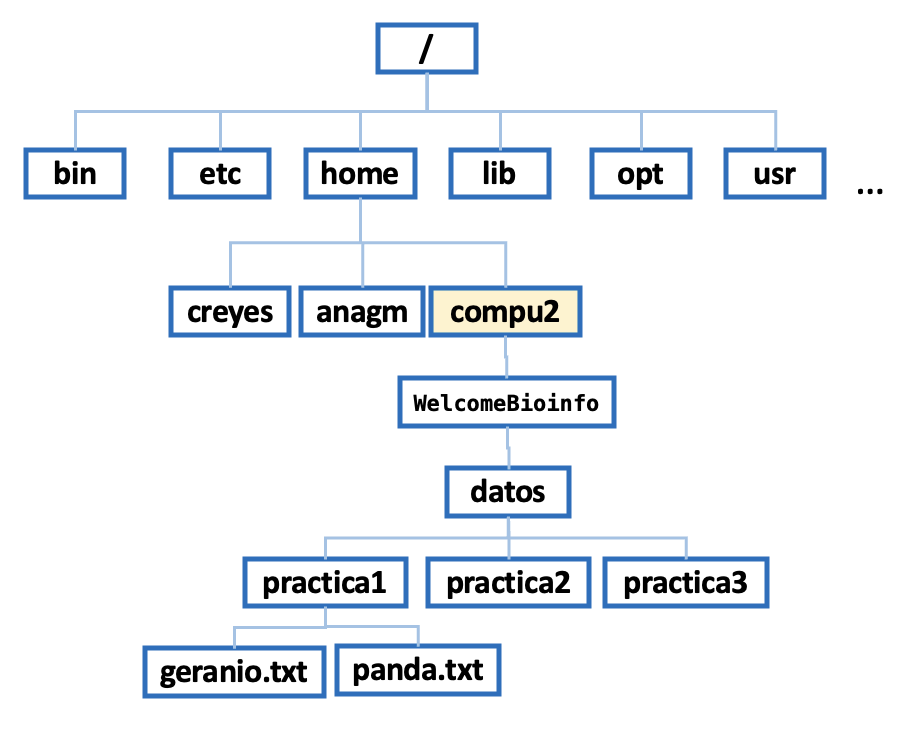 /
bin etc home lib opt usr ...
creyes anagm compu2
WelcomeBioinfo
datos
practica1 practica2 practica3
geranio.txt panda.txt